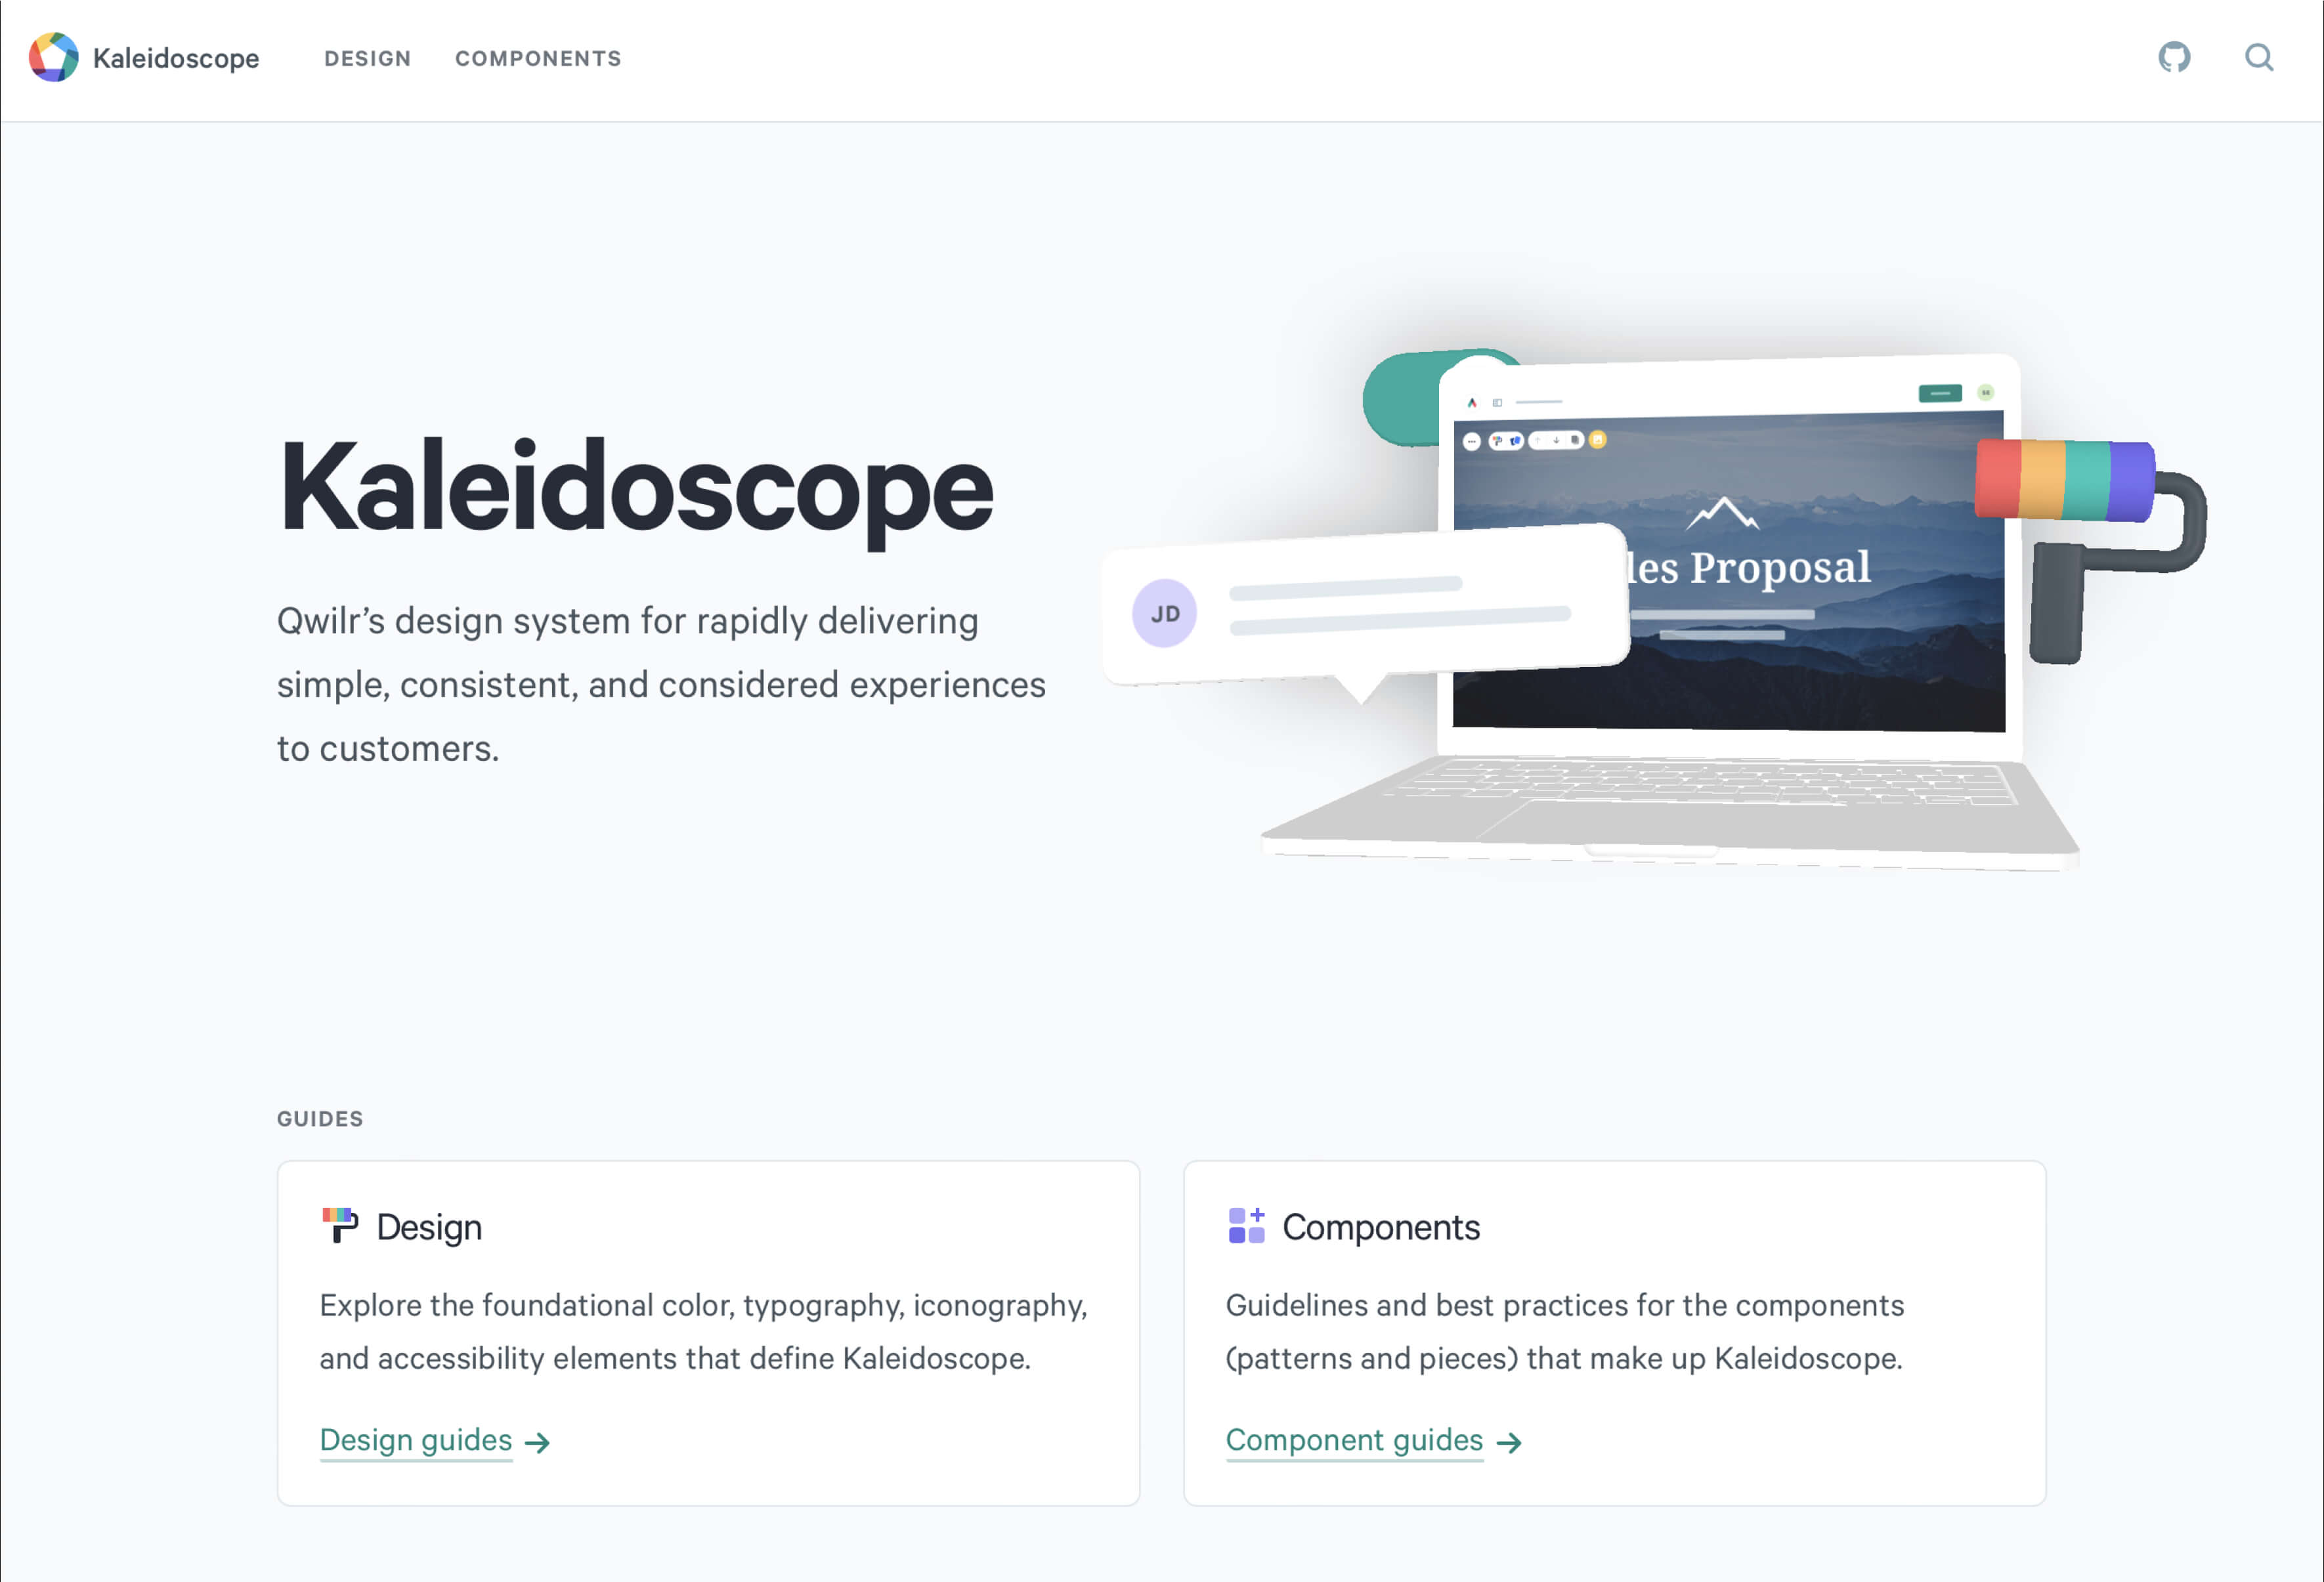 Kaleidoscope
DESIGN
COMPONENTS
Kaleidoscope
Qwilr’s design system for rapidly delivering
simple, consistent, and considered experiences
to customers.
JD
les Proposal
GUIDES
Design
Explore the foundational color, typography, iconography,
and accessibility elements that define Kaleidoscope.
Design guides →
Components
Guidelines and best practices for the components
(patterns and pieces) that make up Kaleidoscope.
Component guides →